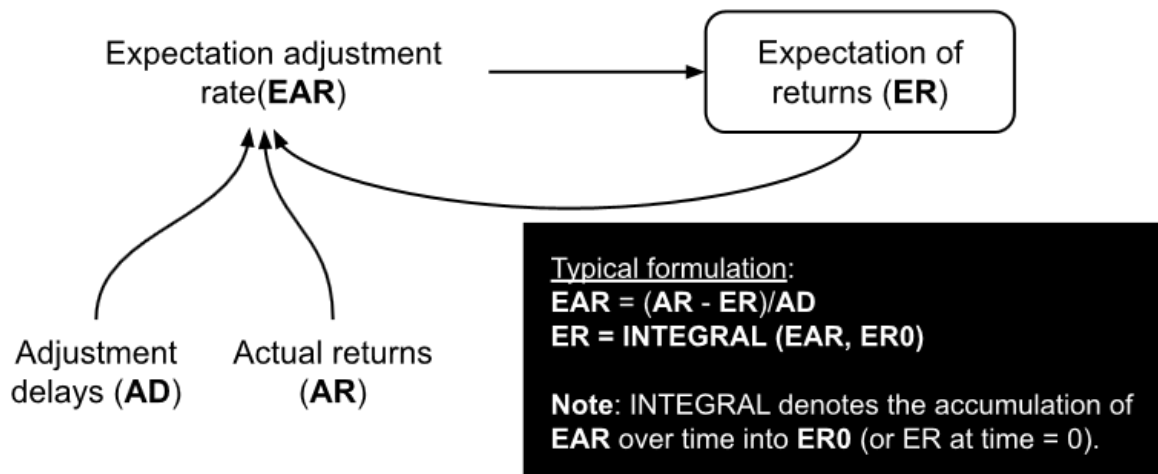 Expectation adjustment
rate(EAR)
Expectation of
returns (ER)
Adjustment
delays (AD)
Actual returns
(AR)
Typical formulation:
EAR = (AR - ER)/AD
ER = INTEGRAL (EAR, ER0)
Note: INTEGRAL denotes the accumulation of
EAR over time into ER0 (or ER at time = 0).